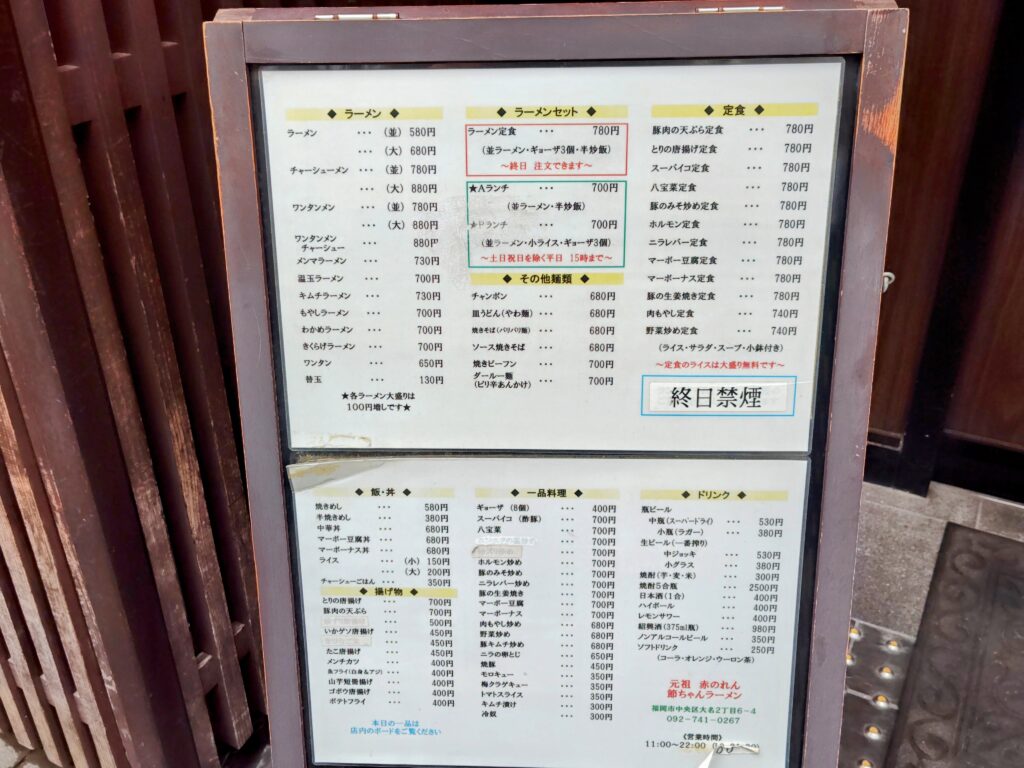 ◆ ラーメン ◆
ラーメン ･･･ （並） 580円
･･･ （大） 680円
チャーシューメン ･･･ （並） 780円
･･･ （大） 880円
ワンタンメン ･･･ （並） 780円
･･･ （大） 880円
ワンタンメン
チャーシュー ･･･ 880円
メンマラーメン ･･･ 730円
温玉ラーメン ･･･ 700円
キムチラーメン ･･･ 730円
もやしラーメン ･･･ 700円
わかめラーメン ･･･ 700円
きくらげラーメン ･･･ 700円
ワンタン ･･･ 650円
替玉 ･･･ 130円
★各ラーメン大盛りは
100円増しです★
◆ ラーメンセット ◆
ラーメン定食 ･･･ 780円
（並ラーメン・ギョーザ3個・半炒飯）
～終日 注文できます～
★Aランチ ･･･ 700円
（並ラーメン・半炒飯）
ランチ ･･･ 700円
（並ラーメン・小ライス・ギョーザ3個）
～土日祝日を除く平日 15時まで～
◆ その他麺類 ◆
チャンポン ･･･ 680円
皿うどん（やわ麺） ･･･ 680円
焼きそば（バリバリ麺） ･･･ 680円
ソース焼きそば ･･･ 680円
焼きビーフン ･･･ 700円
ダールー麺
（ピリ辛あんかけ） ･･･ 700円
◆ 定食 ◆
豚肉の天ぷら定食 ･･･ 780円
とりの唐揚げ定食 ･･･ 780円
スーパイコ定食 ･･･ 780円
八宝菜定食 ･･･ 780円
豚のみそ炒め定食 ･･･ 780円
ホルモン定食 ･･･ 780円
ニラレバー定食 ･･･ 780円
マーボー豆腐定食 ･･･ 780円
マーボーナス定食 ･･･ 780円
豚の生姜焼き定食 ･･･ 780円
肉もやし定食 ･･･ 740円
野菜炒め定食 ･･･ 740円
（ライス・サラダ・スープ・小鉢付き）
～定食のライスは大盛り無料です～
終日禁煙
◆ 飯・丼 ◆
焼きめし ･･･ 580円
半焼きめし ･･･ 380円
中華丼 ･･･ 680円
マーボー豆腐丼 ･･･ 680円
マーボーナス丼 ･･･ 680円
ライス ･･･ （小） 150円
･･･ （大） 200円
チャーシューごはん ･･･ 350円
◆ 揚げ物 ◆
とりの唐揚げ ･･･ 700円
豚肉の天ぷら ･･･ 700円
･･･ 500円
いかゲソ唐揚げ ･･･ 450円
･･･ 450円
たこ唐揚げ ･･･ 450円
メンチカツ ･･･ 400円
魚フライ（白身＆アジ） ･･･ 400円
山芋短冊揚げ ･･･ 400円
ゴボウ唐揚げ ･･･ 400円
ポテトフライ ･･･ 400円
本日の一品は
店内のボードをご覧ください
◆ 一品料理 ◆
ギョーザ （8個） ･･･ 400円
スーパイコ （酢豚） ･･･ 700円
八宝菜 ･･･ 700円
･･･ 700円
･･･ 700円
ホルモン炒め ･･･ 700円
豚のみそ炒め ･･･ 700円
ニラレバー炒め ･･･ 700円
豚の生姜焼き ･･･ 700円
マーボー豆腐 ･･･ 700円
マーボーナス ･･･ 700円
肉もやし炒め ･･･ 680円
野菜炒め ･･･ 680円
豚キムチ炒め ･･･ 680円
ニラの卵とじ ･･･ 650円
焼豚 ･･･ 450円
モロキュー ･･･ 350円
梅クラゲキュー ･･･ 350円
トマトスライス ･･･ 350円
キムチ漬け ･･･ 300円
冷奴 ･･･ 300円
◆ ドリンク ◆
瓶ビール
中瓶（スーパードライ） ･･･ 530円
小瓶（ラガー） ･･･ 380円
生ビール（一番搾り）
中ジョッキ ･･･ 530円
小グラス ･･･ 380円
焼酎（芋・麦・米） ･･･ 300円
焼酎5合瓶 ･･･ 2500円
日本酒（1合） ･･･ 400円
ハイボール ･･･ 400円
レモンサワー ･･･ 400円
紹興酒（375ml瓶） ･･･ 980円
ノンアルコールビール ･･･ 350円
ソフトドリンク ･･･ 250円
（コーラ・オレンジ・ウーロン茶）
元祖 赤のれん
節ちゃんラーメン
福岡市中央区大名2丁目6-4
092-741-0267
《営業時間》
11:00～22:00